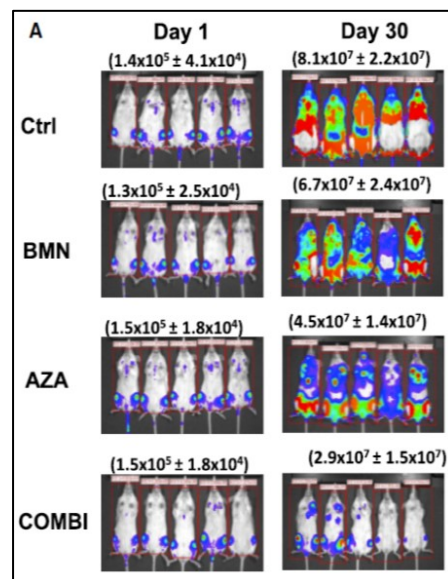 A Day 1 Day 30
(1.4x10⁵ ± 4.1x10⁴) (8.1x10⁷ ± 2.2x10⁷)
Ctrl
(1.3x10⁵ ± 2.5x10⁴) (6.7x10⁷ ± 2.4x10⁷)
BMN
(1.5x10⁵ ± 1.8x10⁴) (4.5x10⁷ ± 1.4x10⁷)
AZA
(1.5x10⁵ ± 1.8x10⁴) (2.9x10⁷ ± 1.5x10⁷)
COMBI